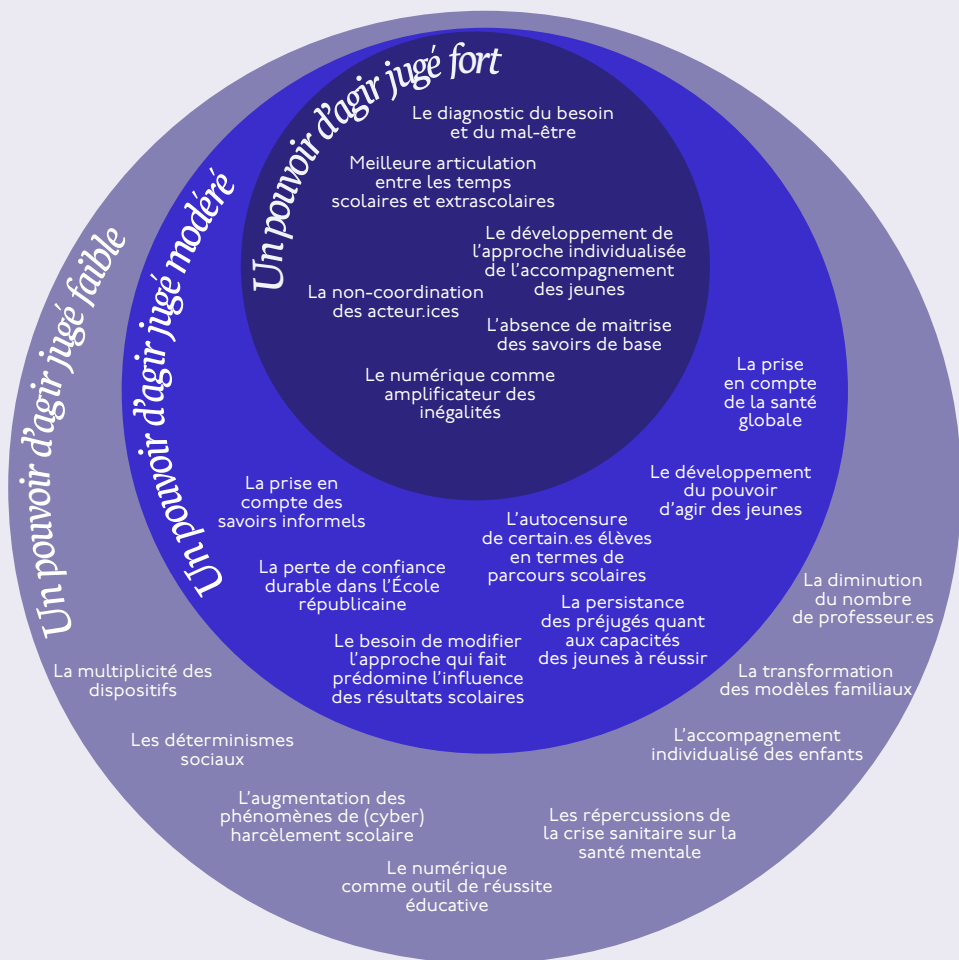 Un pouvoir d'agir jugé fort
Le diagnostic du besoin
et du mal-être
Meilleure articulation
entre les temps
scolaires et extrascolaires
Le développement de
l'approche individualisée
de l'accompagnement
des jeunes
La non-coordination
des acteur.ices
L'absence de maitrise
des savoirs de base
Le numérique comme
amplificateur des
inégalités
Un pouvoir d'agir jugé modéré
La prise
en compte
de la santé
globale
Le développement
du pouvoir
d'agir des jeunes
La prise en
compte des
savoirs informels
L'autocensure
de certain.es élèves
en termes de
parcours scolaires
La perte de confiance
durable dans l'École
républicaine
La persistance
des préjugés quant
aux capacités
des jeunes à réussir
Le besoin de modifier
l'approche qui fait
prédomine l'influence
des résultats scolaires
Un pouvoir d'agir jugé faible
La diminution
du nombre
de professeur.es
La multiplicité des
dispositifs
La transformation
des modèles familiaux
Les déterminismes
sociaux
L'accompagnement
individualisé des enfants
L'augmentation des
phénomènes de (cyber)
harcèlement scolaire
Les répercussions de
la crise sanitaire sur la
santé mentale
Le numérique
comme outil de réussite
éducative